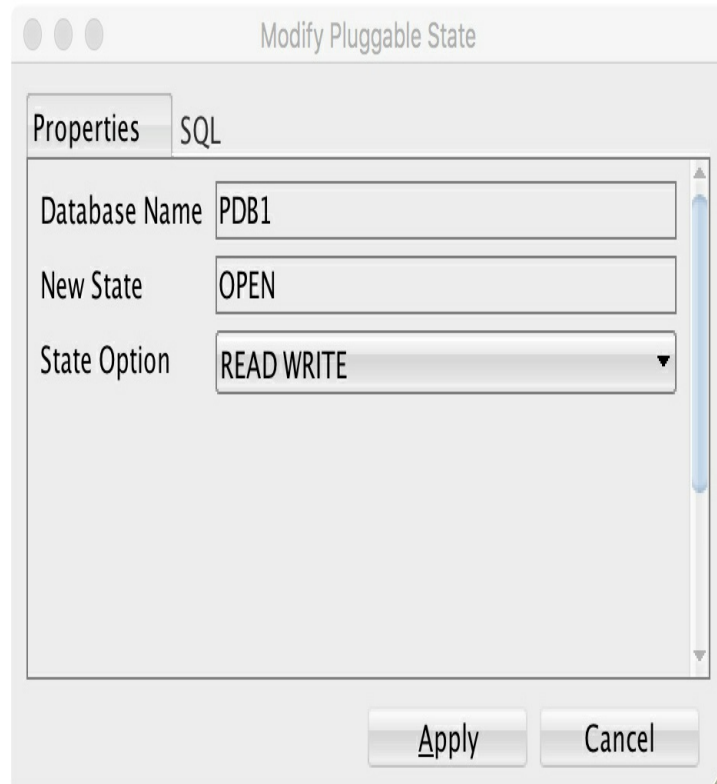 Modify Pluggable State
Properties SQL
Database Name PDB1
New State OPEN
State Option READ WRITE
Apply Cancel